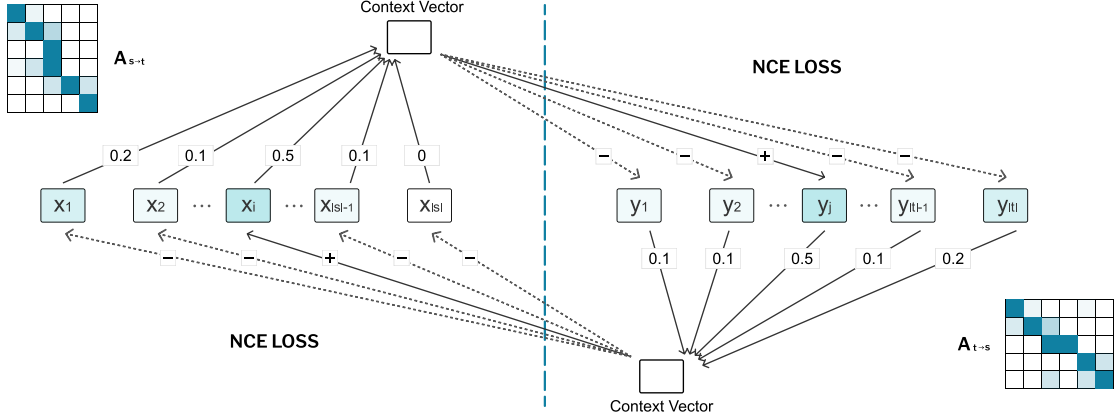 Context Vector
A s→t
NCE LOSS
0.2 0.1 0.5 0.1 0
− − + − −
x1 x2 ... xi ... x|s|-1 x|s|
y1 y2 ... yj ... y|t|-1 y|t|
− − + − −
0.1 0.1 0.5 0.1 0.2
NCE LOSS
A t→s
Context Vector